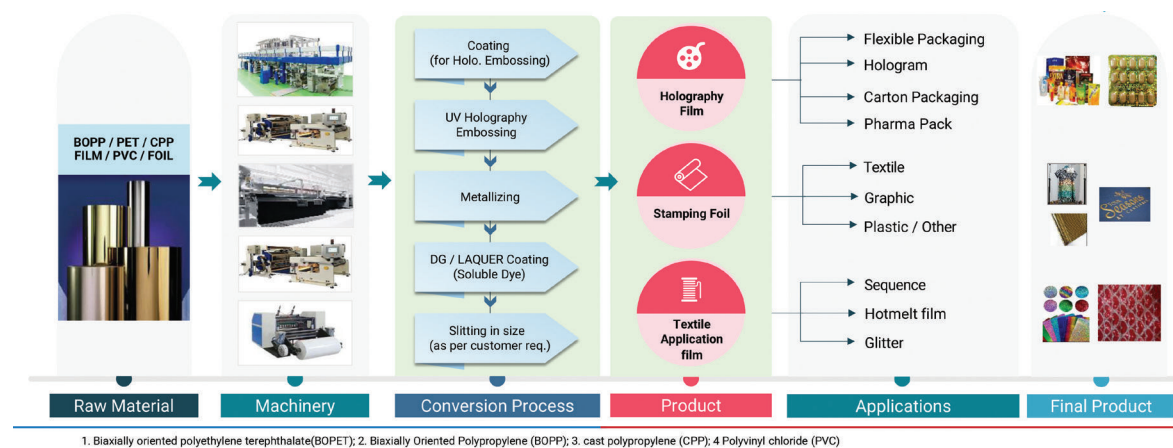 BOPP / PET / CPP
FILM / PVC / FOIL
Coating
(for Holo. Embossing)
UV Holography
Embossing
Metallizing
DG / LAQUER Coating
(Soluble Dye)
Slitting in size
(as per customer req.)
Holography
Film
Stamping Foil
Textile
Application
film
Flexible Packaging
Hologram
Carton Packaging
Pharma Pack
Textile
Graphic
Plastic / Other
Sequence
Hotmelt film
Glitter
Raw Material
Machinery
Conversion Process
Product
Applications
Final Product
1. Biaxially oriented polyethylene terephthalate(BOPET); 2. Biaxially Oriented Polypropylene (BOPP); 3. cast polypropylene (CPP); 4 Polyvinyl chloride (PVC)